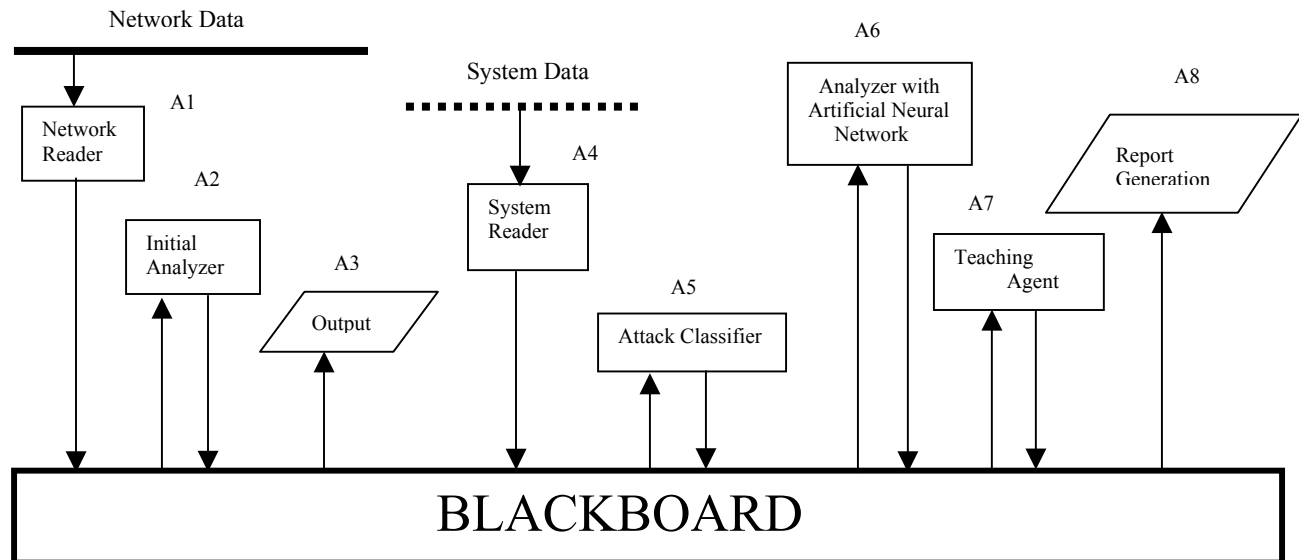 Network Data
A1
Network
Reader
A2
Initial
Analyzer
A3
Output
System Data
A4
System
Reader
A5
Attack Classifier
A6
Analyzer with
Artificial Neural
Network
A7
Teaching
Agent
A8
Report
Generation
BLACKBOARD